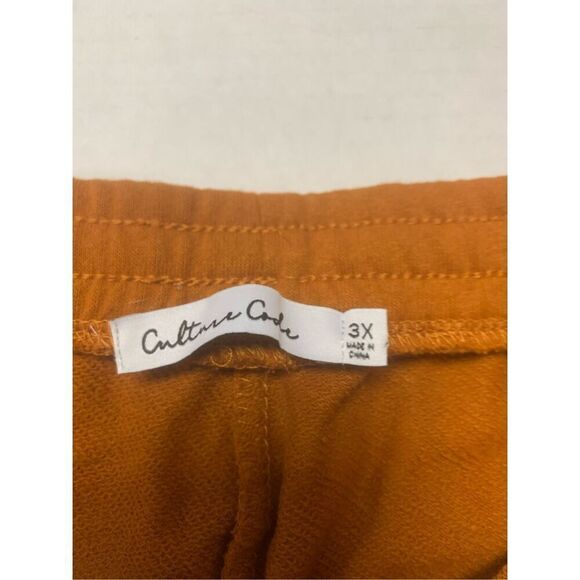 Culture Code
3X
MADE IN
CHINA